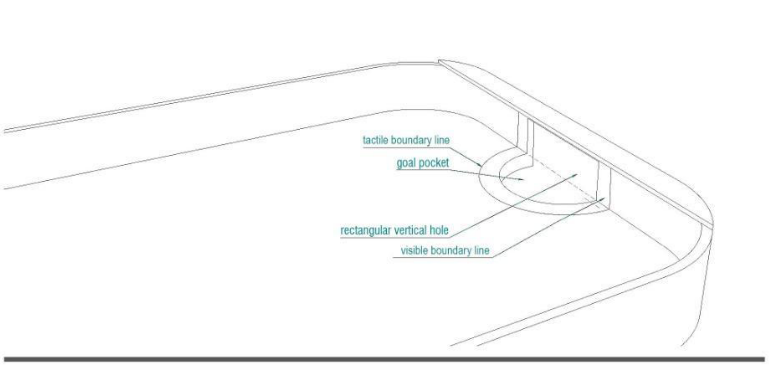 tactile boundary line
goal pocket
rectangular vertical hole
visible boundary line